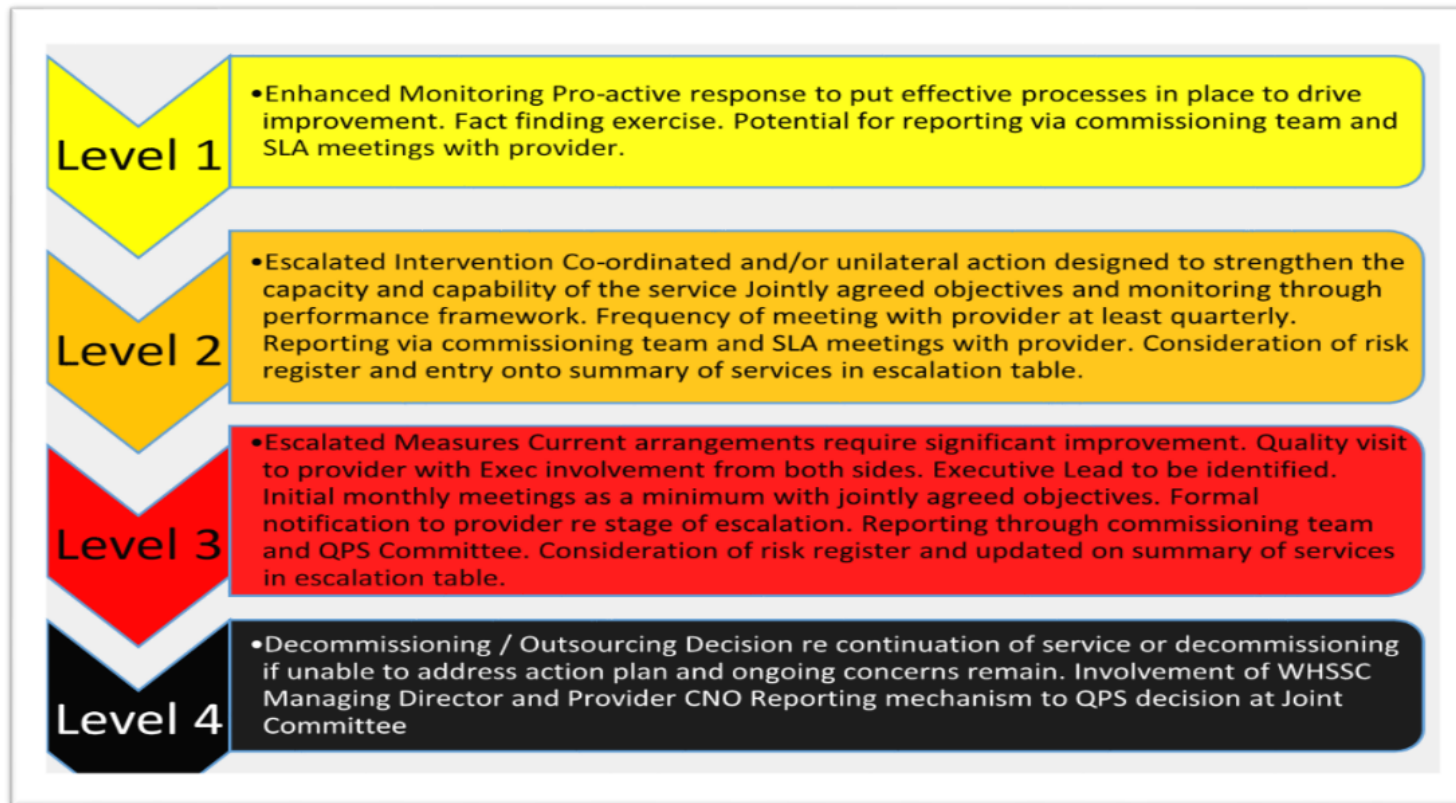 Level 1
•Enhanced Monitoring Pro-active response to put effective processes in place to drive
improvement. Fact finding exercise. Potential for reporting via commissioning team and
SLA meetings with provider.
Level 2
•Escalated Intervention Co-ordinated and/or unilateral action designed to strengthen the
capacity and capability of the service Jointly agreed objectives and monitoring through
performance framework. Frequency of meeting with provider at least quarterly.
Reporting via commissioning team and SLA meetings with provider. Consideration of risk
register and entry onto summary of services in escalation table.
Level 3
•Escalated Measures Current arrangements require significant improvement. Quality visit
to provider with Exec involvement from both sides. Executive Lead to be identified.
Initial monthly meetings as a minimum with jointly agreed objectives. Formal
notification to provider re stage of escalation. Reporting through commissioning team
and QPS Committee. Consideration of risk register and updated on summary of services
in escalation table.
Level 4
•Decommissioning / Outsourcing Decision re continuation of service or decommissioning
if unable to address action plan and ongoing concerns remain. Involvement of WHSSC
Managing Director and Provider CNO Reporting mechanism to QPS decision at Joint
Committee